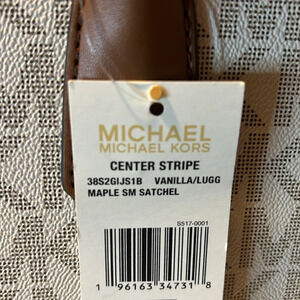 MICHAEL
MICHAEL KORS
CENTER STRIPE
38S2GIJS1B VANILLA/LUGG
MAPLE SM SATCHEL
S517-0001
1 96163 34731 8